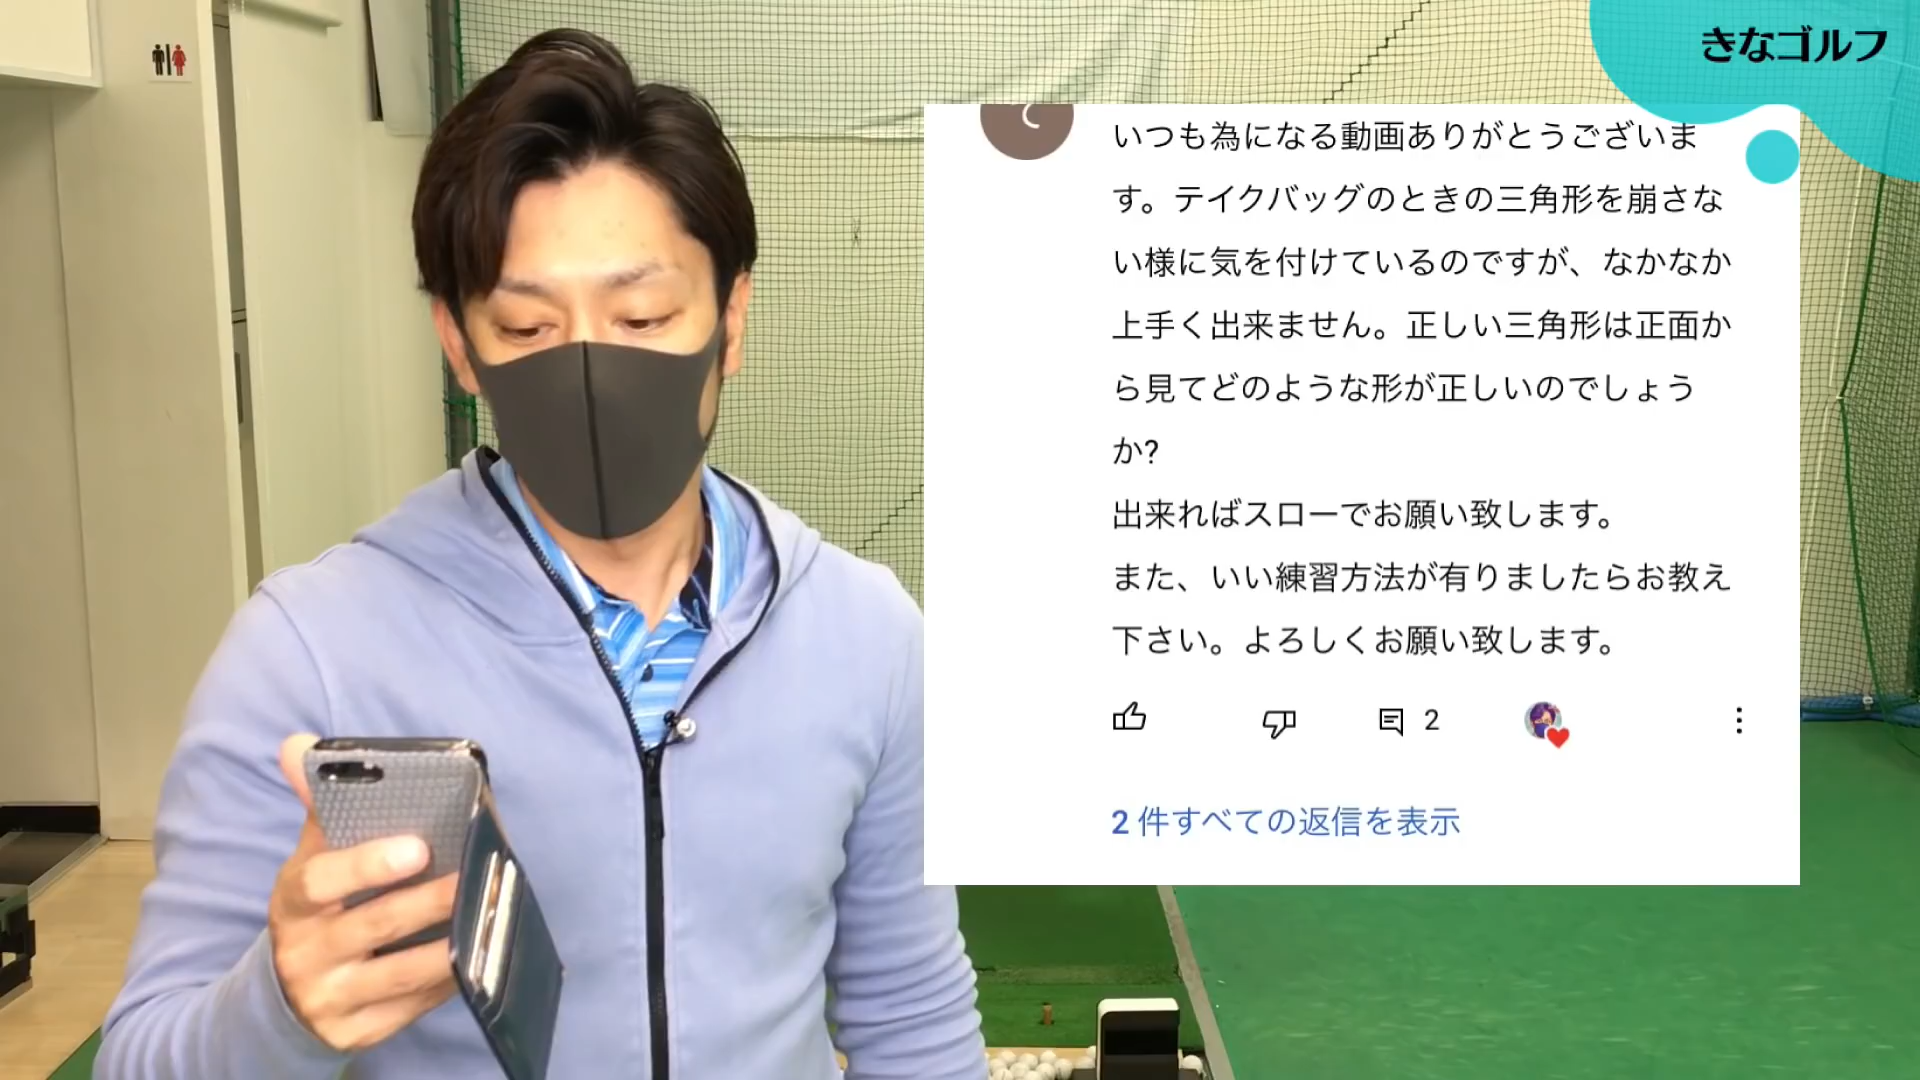 きなゴルフ
いつも為になる動画ありがとうございま
す。テイクバッグのときの三角形を崩さな
い様に気を付けているのですが、なかなか
上手く出来ません。正しい三角形は正面か
ら見てどのような形が正しいのでしょう
か?
出来ればスローでお願い致します。
また、いい練習方法が有りましたらお教え
下さい。よろしくお願い致します。
2
2 件すべての返信を表示